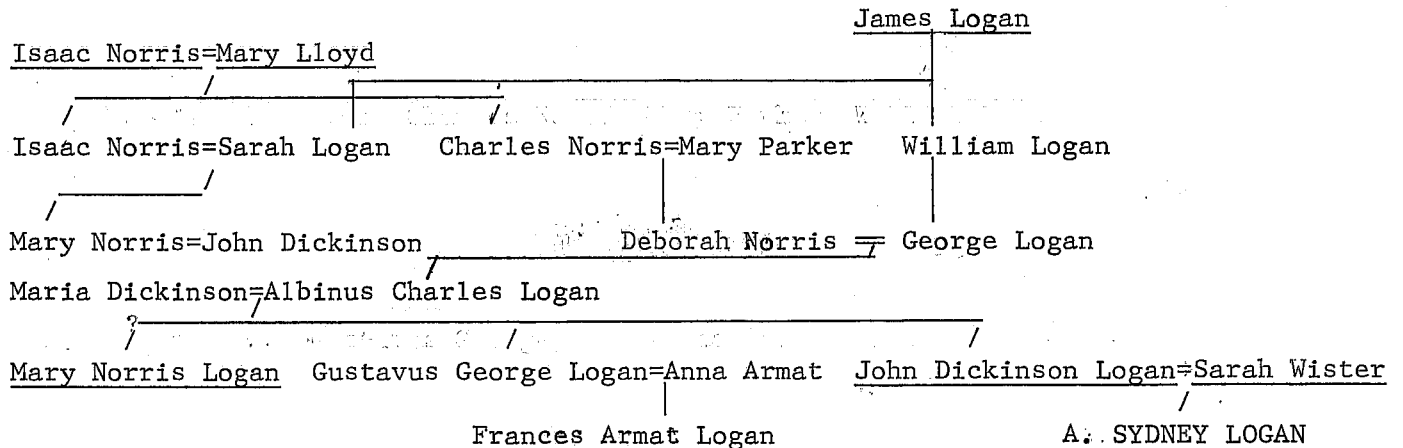 James Logan
Isaac Norris=Mary Lloyd
Isaac Norris=Sarah Logan Charles Norris=Mary Parker William Logan
Mary Norris=John Dickinson Deborah Norris = George Logan
Maria Dickinson=Albinus Charles Logan
?
Mary Norris Logan Gustavus George Logan=Anna Armat John Dickinson Logan=Sarah Wister
Frances Armat Logan A. SYDNEY LOGAN